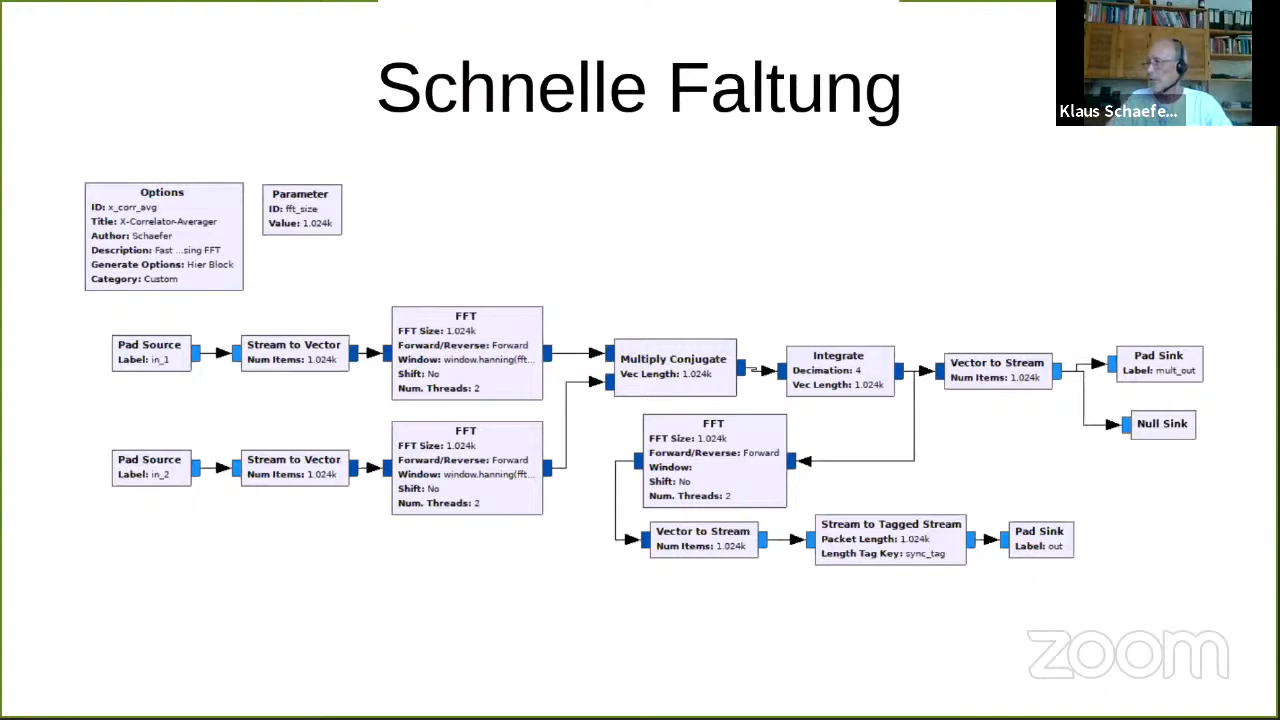 Schnelle Faltung
Klaus Schaefe...
Options
ID: x_corr_avg
Title: X-Correlator-Averager
Author: Schaefer
Description: Fast ...sing FFT
Generate Options: Hier Block
Category: Custom
Parameter
ID: fft_size
Value: 1.024k
Pad Source
Label: in_1
Stream to Vector
Num Items: 1.024k
FFT
FFT Size: 1.024k
Forward/Reverse: Forward
Window: window.hanning(fft...
Shift: No
Num. Threads: 2
Multiply Conjugate
Vec Length: 1.024k
Integrate
Decimation: 4
Vec Length: 1.024k
Vector to Stream
Num Items: 1.024k
Pad Sink
Label: mult_out
Null Sink
Pad Source
Label: in_2
Stream to Vector
Num Items: 1.024k
FFT
FFT Size: 1.024k
Forward/Reverse: Forward
Window: window.hanning(fft...
Shift: No
Num. Threads: 2
FFT
FFT Size: 1.024k
Forward/Reverse: Forward
Window:
Shift: No
Num. Threads: 2
Vector to Stream
Num Items: 1.024k
Stream to Tagged Stream
Packet Length: 1.024k
Length Tag Key: sync_tag
Pad Sink
Label: out
zoom